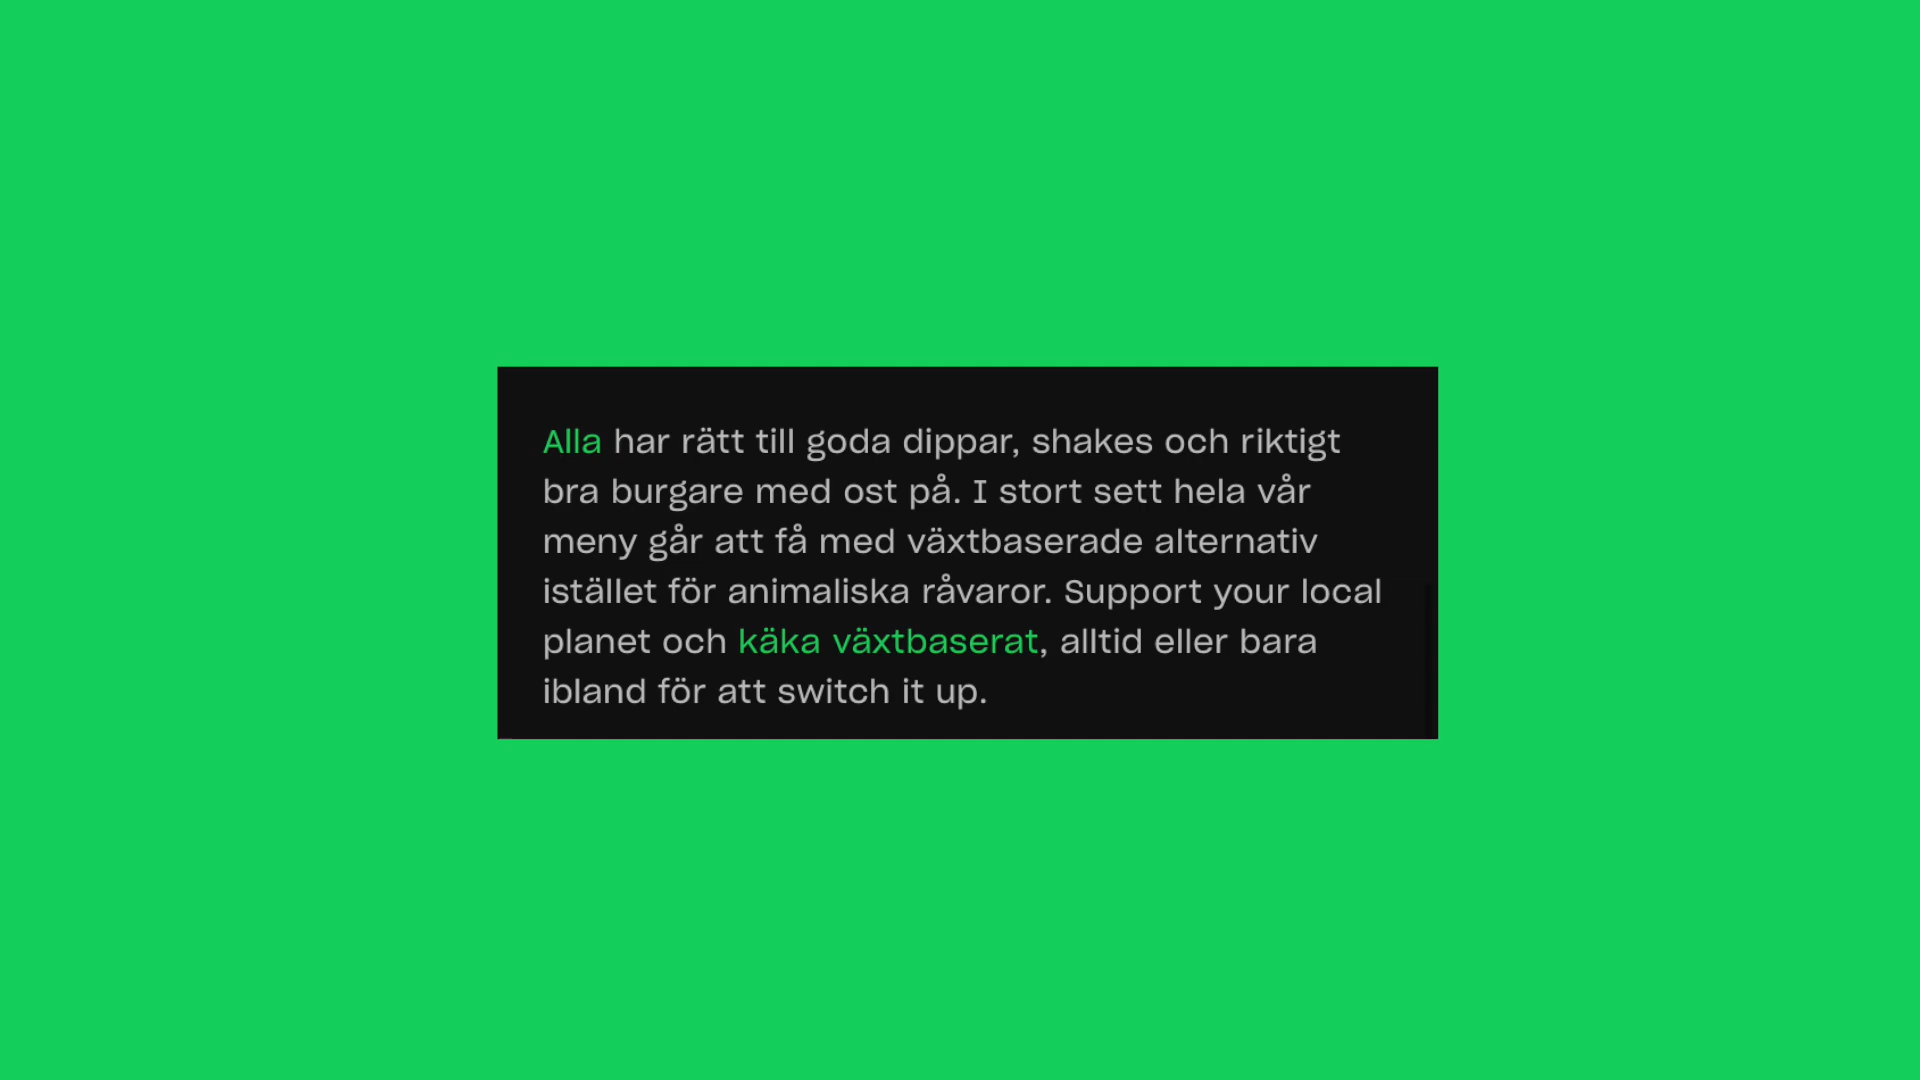 Alla har rätt till goda dippar, shakes och riktigt
bra burgare med ost på. I stort sett hela vår
meny går att få med växtbaserade alternativ
istället för animaliska råvaror. Support your local
planet och käka växtbaserat, alltid eller bara
ibland för att switch it up.